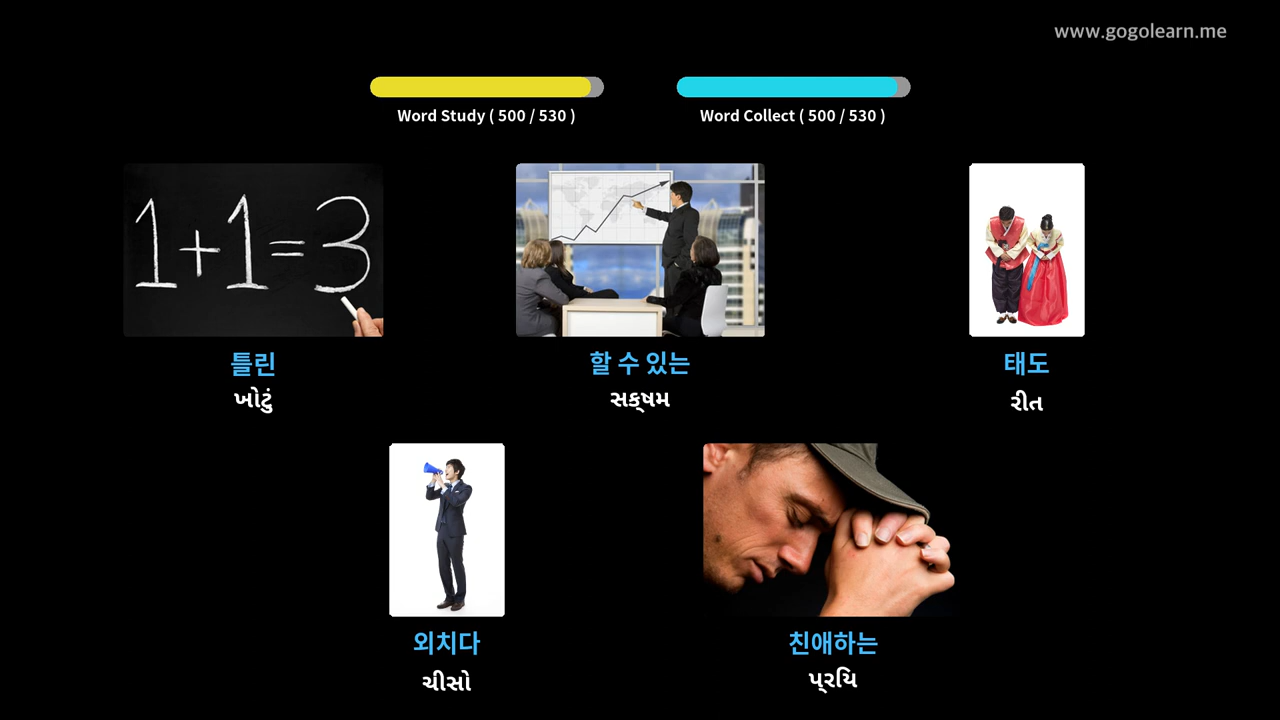 www.gogolearn.me
Word Study ( 500 / 530 )
Word Collect ( 500 / 530 )
1+1=3
틀린
ખોટું
할 수 있는
સક્ષમ
태도
રીત
외치다
ચીસો
친애하는
પ્રયિ